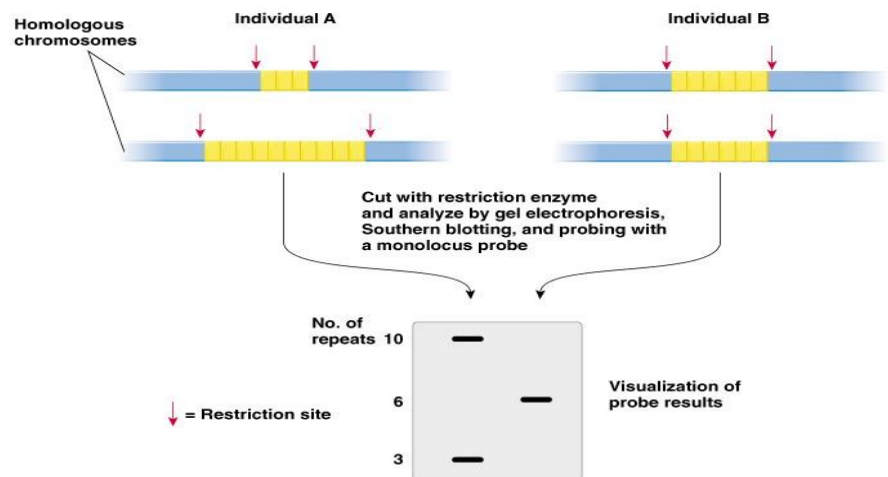 Homologous
chromosomes
Individual A
Individual B
Cut with restriction enzyme
and analyze by gel electrophoresis,
Southern blotting, and probing with
a monolocus probe
No. of
repeats 10
6
3
Visualization of
probe results
= Restriction site